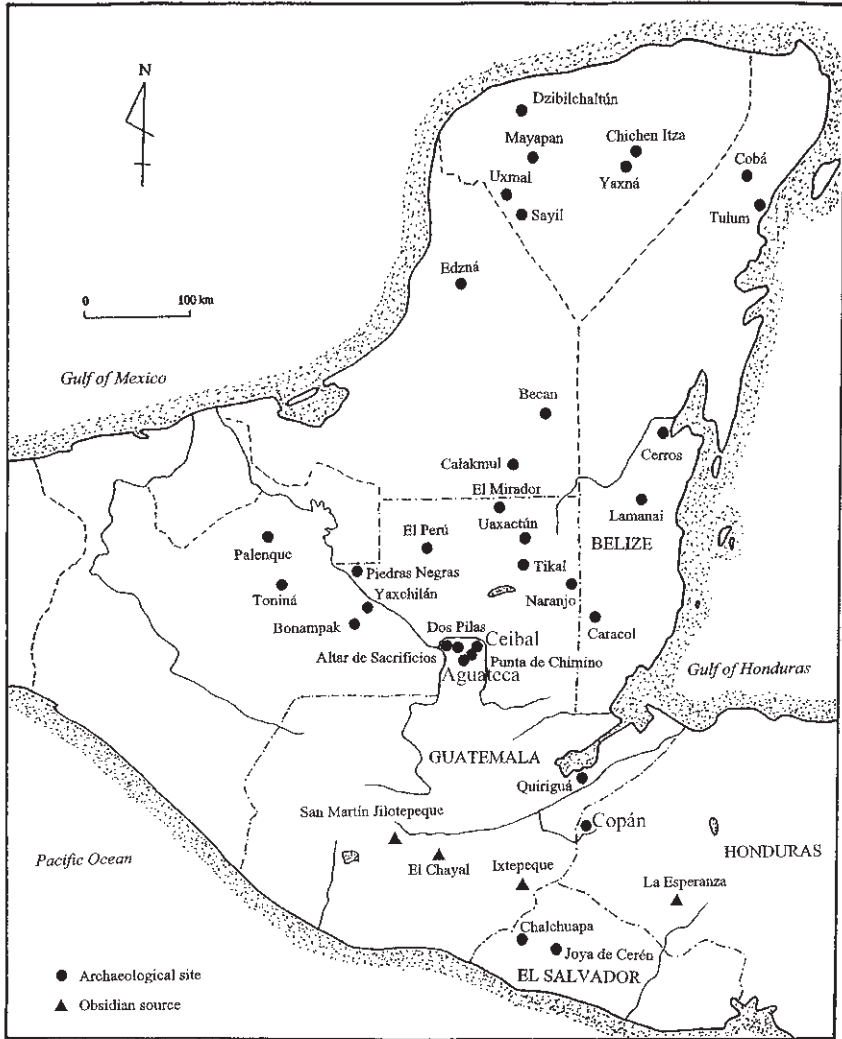 N
Dzibilchaltún
Mayapan
Chichen Itza
Cobá
Uxmal
Yaxná
Sayil
Tulum
Edzná
0 100 km
Gulf of Mexico
Becan
Cerros
Calakmul
El Mirador
Lamanai
El Perú
Uaxactún
BELIZE
Palenque
Tikal
Piedras Negras
Toniná
Yaxchilán
Naranjo
Bonampak
Caracol
Dos Pilas
Ceibal
Altar de Sacrificios
Punta de Chimino
Aguateca
Gulf of Honduras
GUATEMALA
Quiriguá
San Martín Jilotepeque
Copán
Pacific Ocean
HONDURAS
El Chayal
Ixtepeque
La Esperanza
Chalchuapa
Joya de Cerén
EL SALVADOR
Archaeological site
Obsidian source